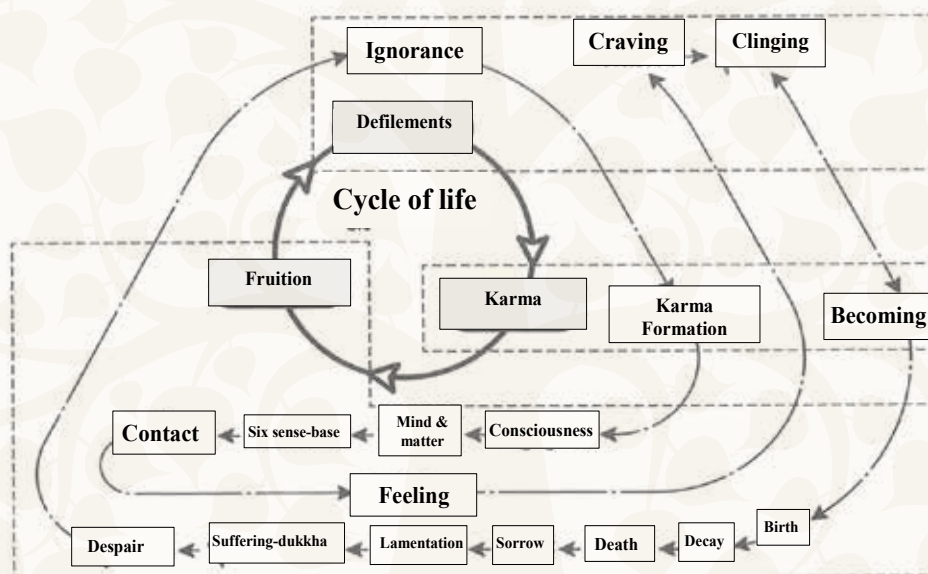 Ignorance
Craving
Clinging
Defilements
Cycle of life
Fruition
Karma
Karma
Formation
Becoming
Contact
Six sense-base
Mind &
matter
Consciousness
Feeling
Despair
Suffering-dukkha
Lamentation
Sorrow
Death
Decay
Birth